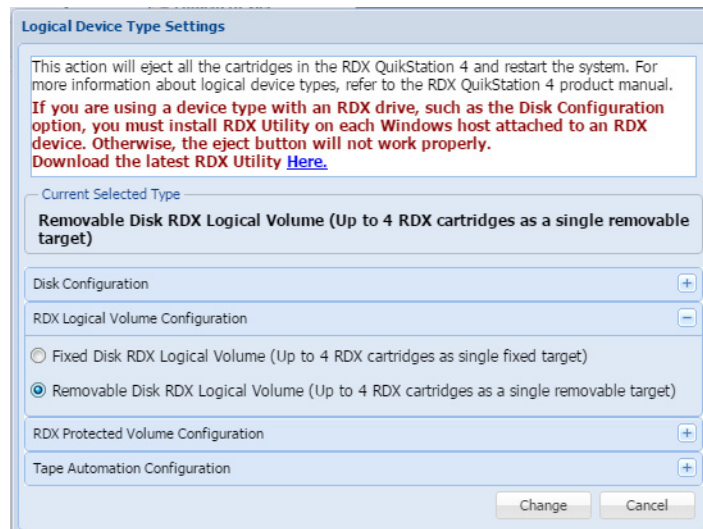 Logical Device Type Settings
This action will eject all the cartridges in the RDX QuikStation 4 and restart the system. For
more information about logical device types, refer to the RDX QuikStation 4 product manual.
If you are using a device type with an RDX drive, such as the Disk Configuration
option, you must install RDX Utility on each Windows host attached to an RDX
device. Otherwise, the eject button will not work properly.
Download the latest RDX Utility Here.
Current Selected Type
Removable Disk RDX Logical Volume (Up to 4 RDX cartridges as a single removable
target)
Disk Configuration
RDX Logical Volume Configuration
Fixed Disk RDX Logical Volume (Up to 4 RDX cartridges as single fixed target)
Removable Disk RDX Logical Volume (Up to 4 RDX cartridges as a single removable target)
RDX Protected Volume Configuration
Tape Automation Configuration
Change Cancel